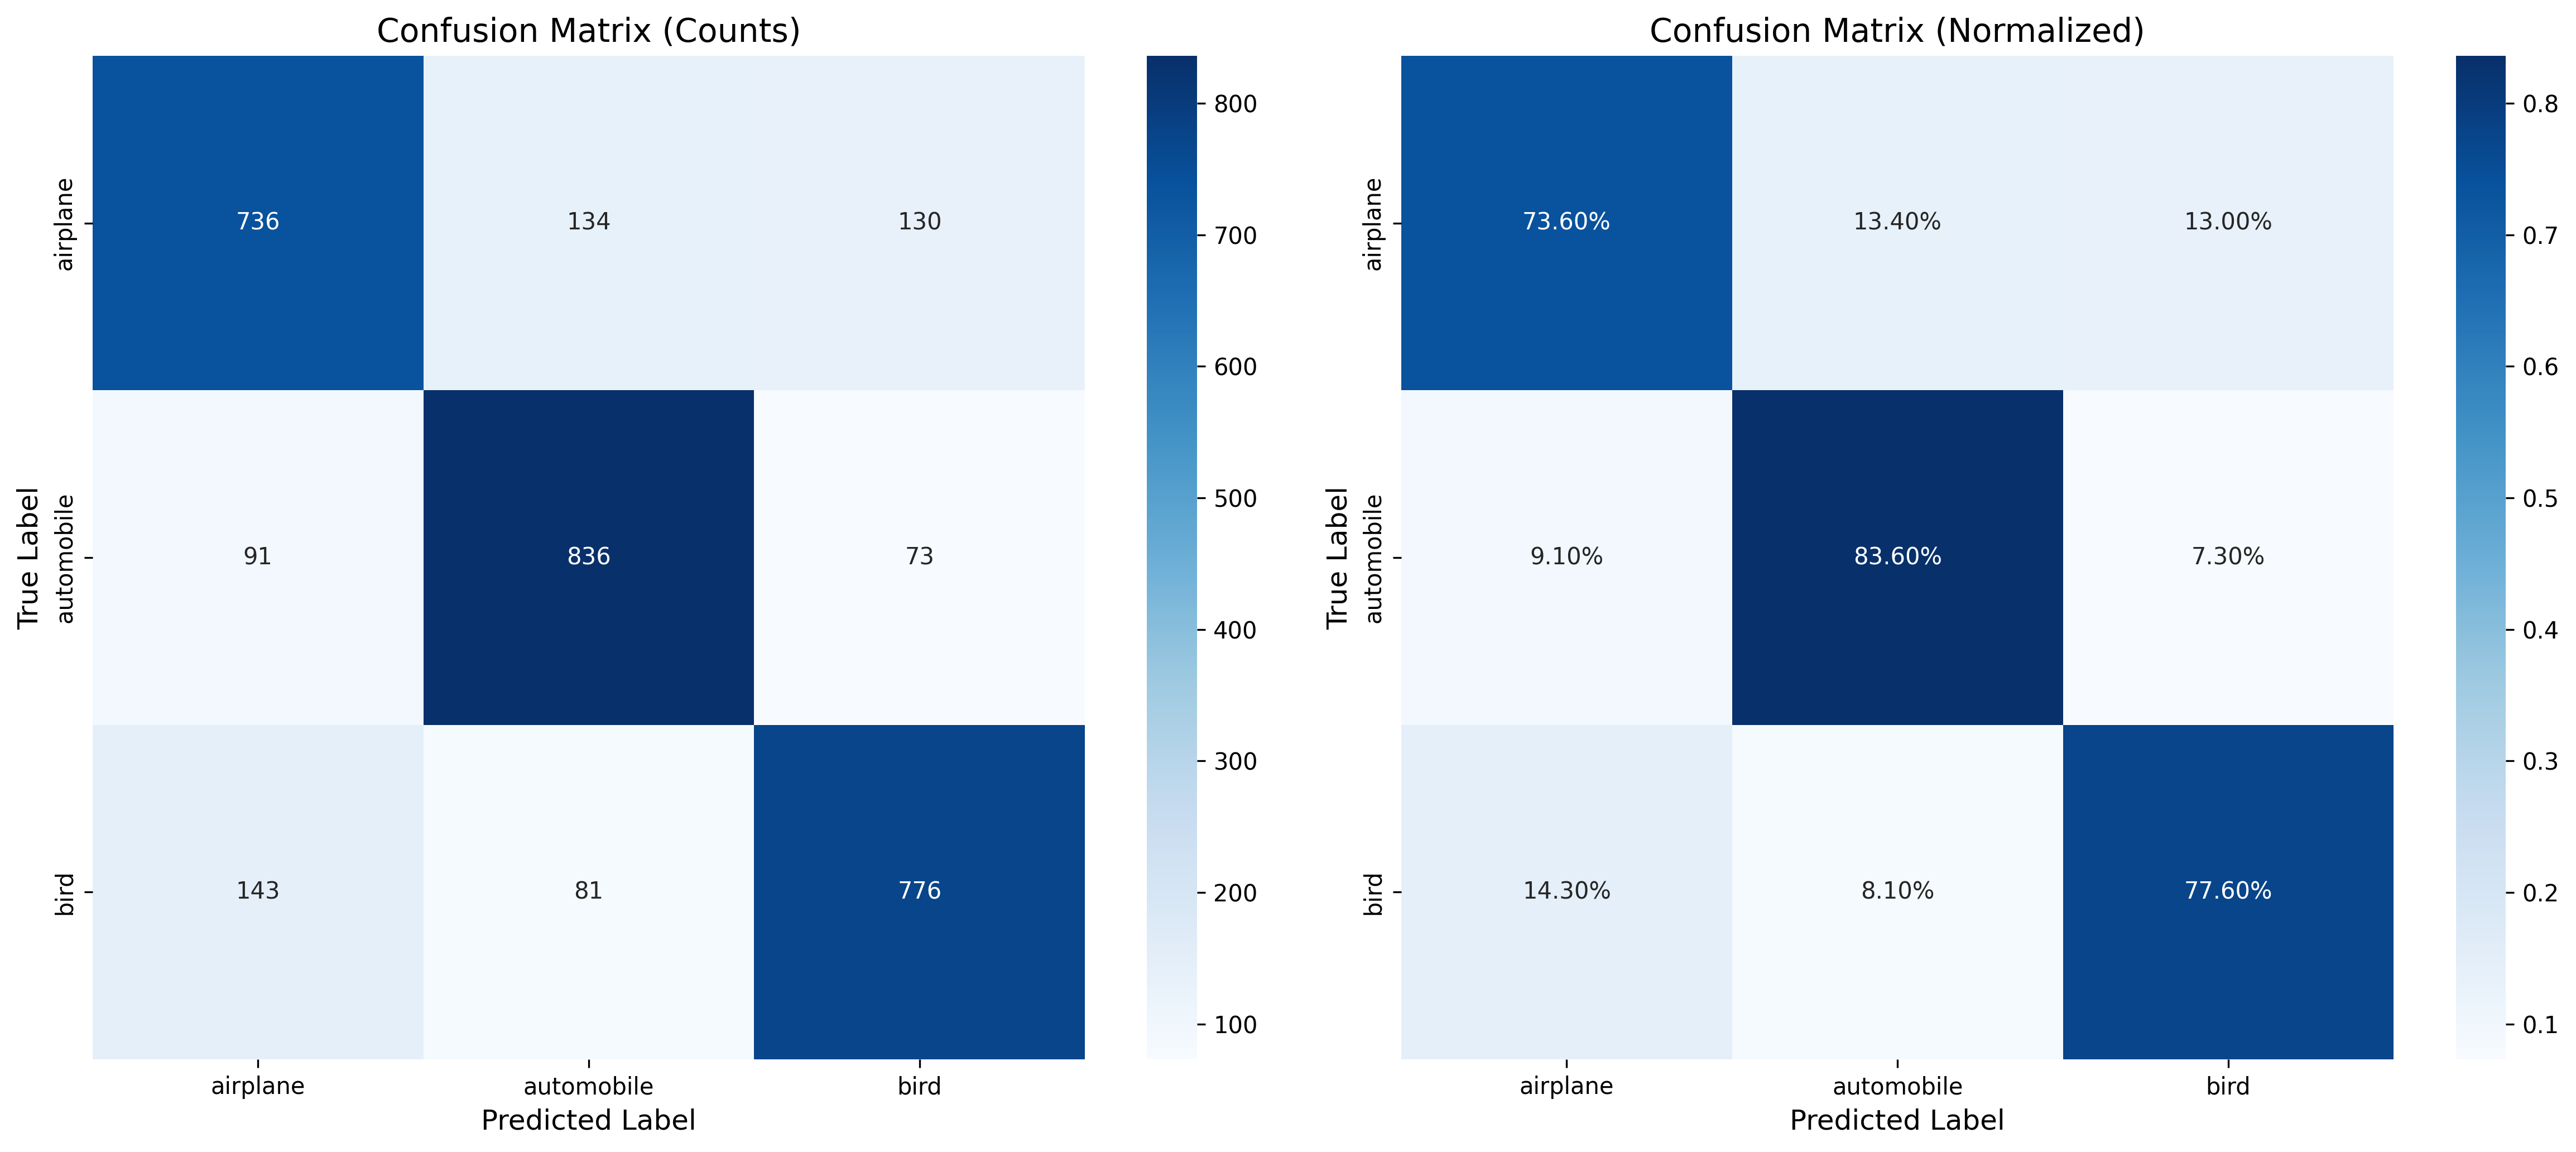 Confusion Matrix (Counts)
True Label
airplane
automobile
bird
736 134 130
91 836 73
143 81 776
airplane automobile bird
Predicted Label
800
700
600
500
400
300
200
100
Confusion Matrix (Normalized)
True Label
airplane
automobile
bird
73.60% 13.40% 13.00%
9.10% 83.60% 7.30%
14.30% 8.10% 77.60%
airplane automobile bird
Predicted Label
0.8
0.7
0.6
0.5
0.4
0.3
0.2
0.1